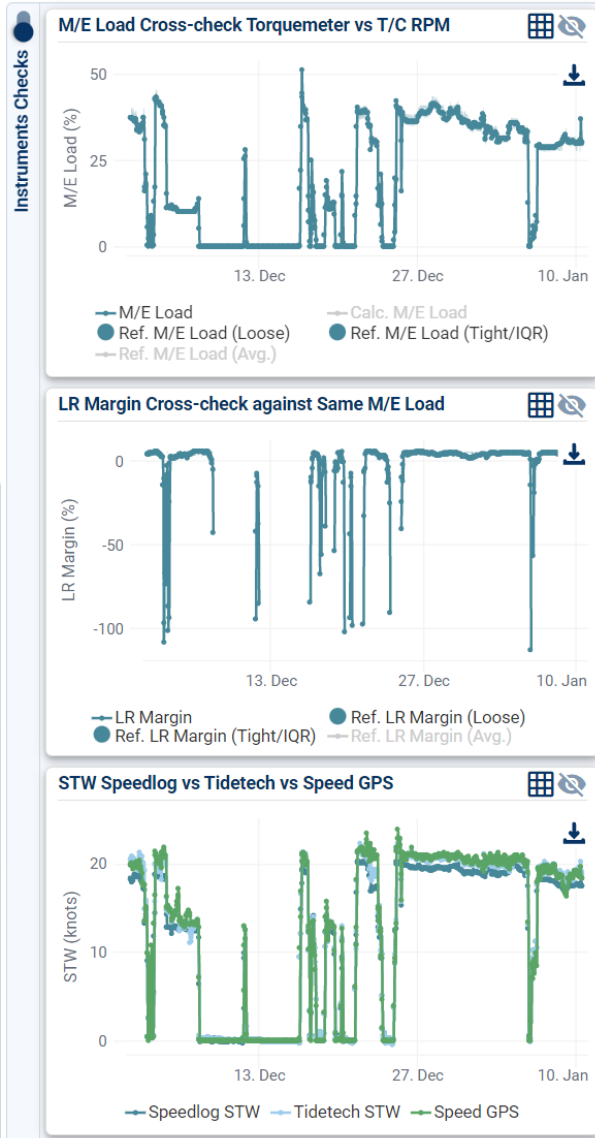 Instruments Checks
M/E Load Cross-check Torquemeter vs T/C RPM
M/E Load (%)
50
25
0
13. Dec
27. Dec
10. Jan
M/E Load
Calc. M/E Load
Ref. M/E Load (Loose)
Ref. M/E Load (Tight/IQR)
Ref. M/E Load (Avg.)
LR Margin Cross-check against Same M/E Load
LR Margin (%)
0
-50
-100
13. Dec
27. Dec
10. Jan
LR Margin
Ref. LR Margin (Loose)
Ref. LR Margin (Tight/IQR)
Ref. LR Margin (Avg.)
STW Speedlog vs Tidetech vs Speed GPS
STW (knots)
20
10
0
13. Dec
27. Dec
10. Jan
Speedlog STW
Tidetech STW
Speed GPS